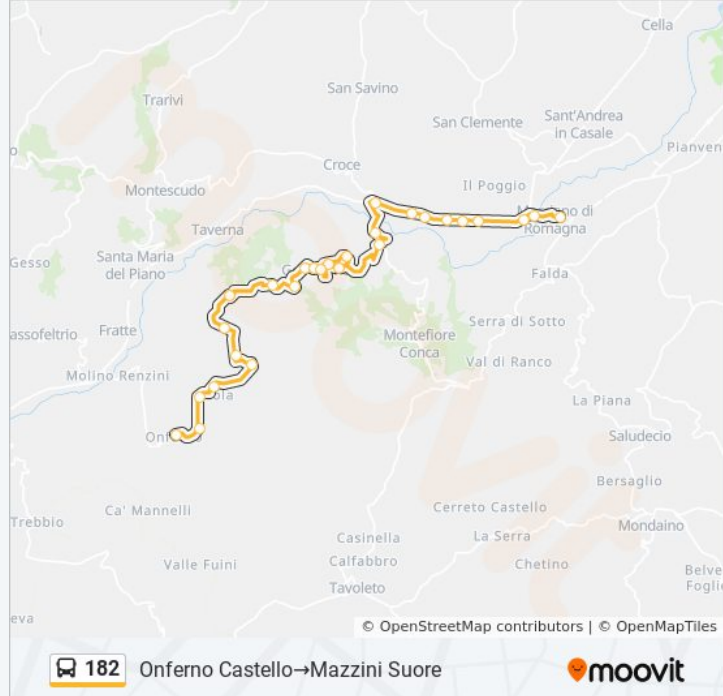 Cella
San Savino
Trarivi
Sant'Andrea
in Casale
San Clemente
Pianven
Croce
Montescudo
Il Poggio
Taverna
Romagna
Santa Maria
del Piano
Gesso
Falda
assofeltrio
Fratte
Serra di Sotto
Montefiore
Conca
Val di Ranco
Molino Renzini
La Piana
Saludecio
Bersaglio
Ca' Mannelli
Cerreto Castello
Trebbio
Mondaino
Casinella
La Serra
Calfabbro
Chetino
Valle Fuini
Belve
Foglie
Tavoleto
eva
© OpenStreetMap contributors | © OpenMapTiles
182 Onferno Castello→Mazzini Suore
moovit